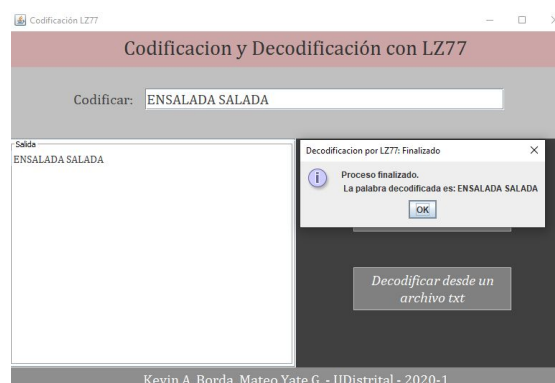 Codificación LZ77
Codificacion y Decodificación con LZ77
Codificar: ENSALADA SALADA
Salida
ENSALADA SALADA
Decodificacion por LZ77: Finalizado
Proceso finalizado.
La palabra decodificada es: ENSALADA SALADA
OK
Decodificar desde un
archivo txt
Kevin A. Borda, Mateo Yate G. - UDistrital - 2020-1